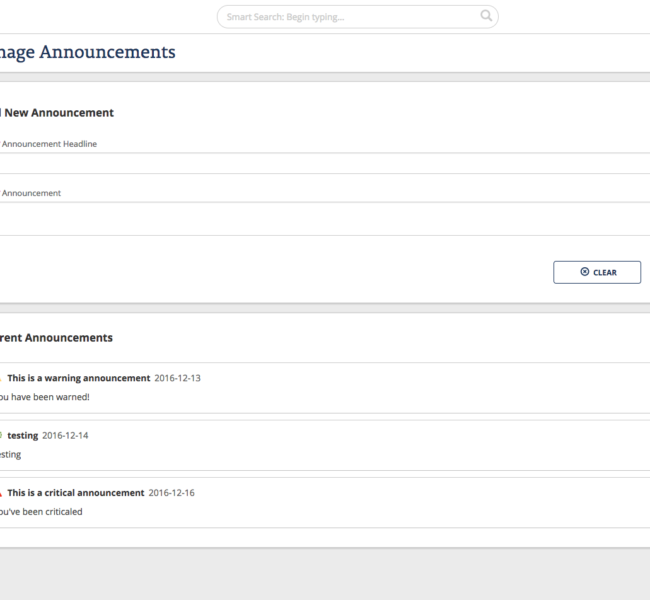 Smart Search: Begin typing...
nage Announcements
New Announcement
Announcement Headline
Announcement
CLEAR
rent Announcements
This is a warning announcement 2016-12-13
ou have been warned!
testing 2016-12-14
esting
This is a critical announcement 2016-12-16
ou've been criticaled